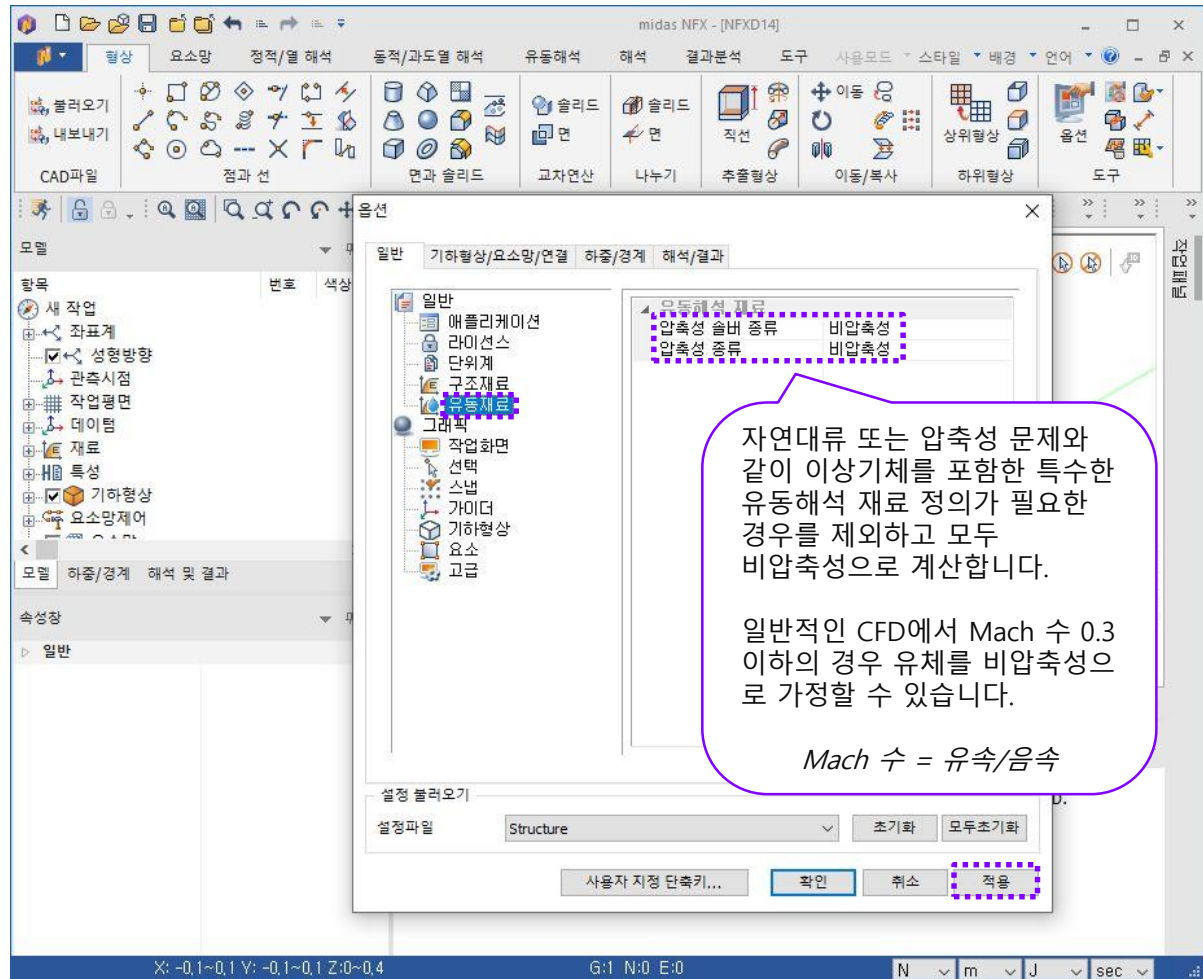 midas NFX - [NFXD14]
형상 요소망 정적/열 해석 동적/과도열 해석 유동해석 해석 결과분석 도구 사용모드 스타일 배경 언어
불러오기
내보내기
CAD파일
점과 선
면과 솔리드
솔리드
면
교차연산
솔리드
면
나누기
직선
추출형상
이동
이동/복사
상위형상
하위형상
옵션
도구
모델
항목 번호 색상
새 작업
좌표계
성형방향
관측시점
작업평면
데이텀
재료
특성
기하형상
요소망제어
모델 하중/경계 해석 및 결과
속성창
일반
작업패널
옵션
일반 기하형상/요소망/연결 하중/경계 해석/결과
일반
애플리케이션
라이선스
단위계
구조재료
유동재료
그래픽
작업화면
선택
스냅
가이더
기하형상
요소
고급
유동해석 재료
압축성 솔버 종류 비압축성
압축성 종류 비압축성
자연대류 또는 압축성 문제와
같이 이상기체를 포함한 특수한
유동해석 재료 정의가 필요한
경우를 제외하고 모두
비압축성으로 계산합니다.
일반적인 CFD에서 Mach 수 0.3
이하의 경우 유체를 비압축성으
로 가정할 수 있습니다.
Mach 수 = 유속/음속
설정 불러오기
설정파일 Structure 초기화 모두초기화
사용자 지정 단축키... 확인 취소 적용
X: -0,1~0,1 Y: -0,1~0,1 Z:0~0,4 G:1 N:0 E:0 N m J sec